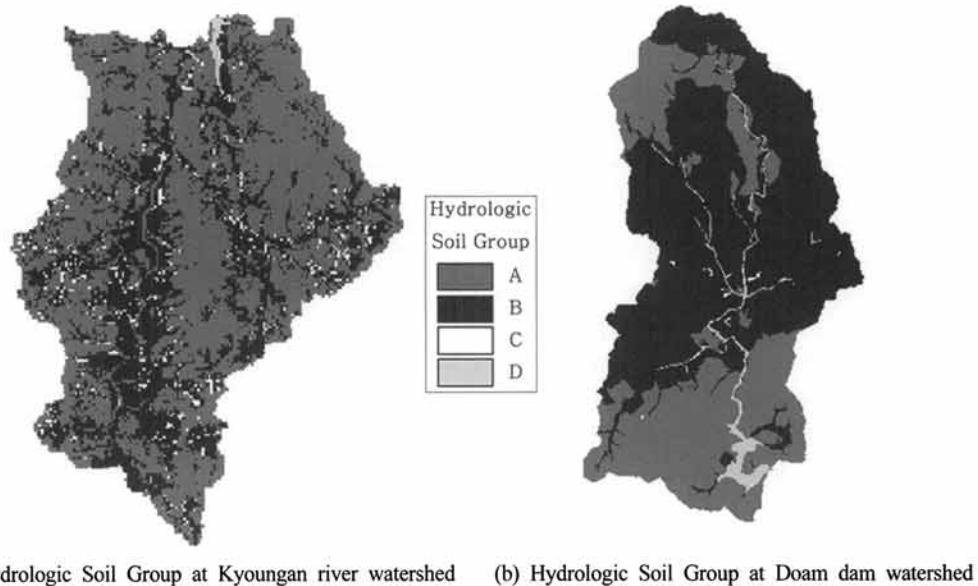 Hydrologic
Soil Group
A
B
C
D
drologic Soil Group at Kyoungan river watershed
(b) Hydrologic Soil Group at Doam dam watershed